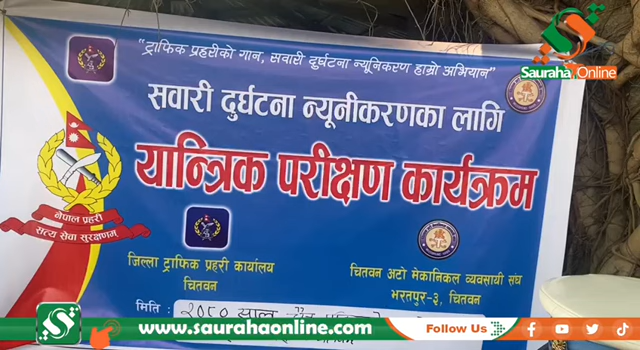 Sauraha Online
"ट्राफिक प्रहरीको गान, सवारी दुर्घटना न्यूनिकरण हाम्रो अभियान"
सवारी दुर्घटना न्यूनीकरणका लागि
यान्त्रिक परीक्षण कार्यक्रम
नेपाल प्रहरी
सत्य सेवा सुरक्षणम्
जिल्ला ट्राफिक प्रहरी कार्यालय
चितवन
चितवन अटो मेकानिकल व्यवसायी संघ
भरतपुर-३, चितवन
मिति : २०८० साल चैत्र
www.saurahaonline.com
Follow Us